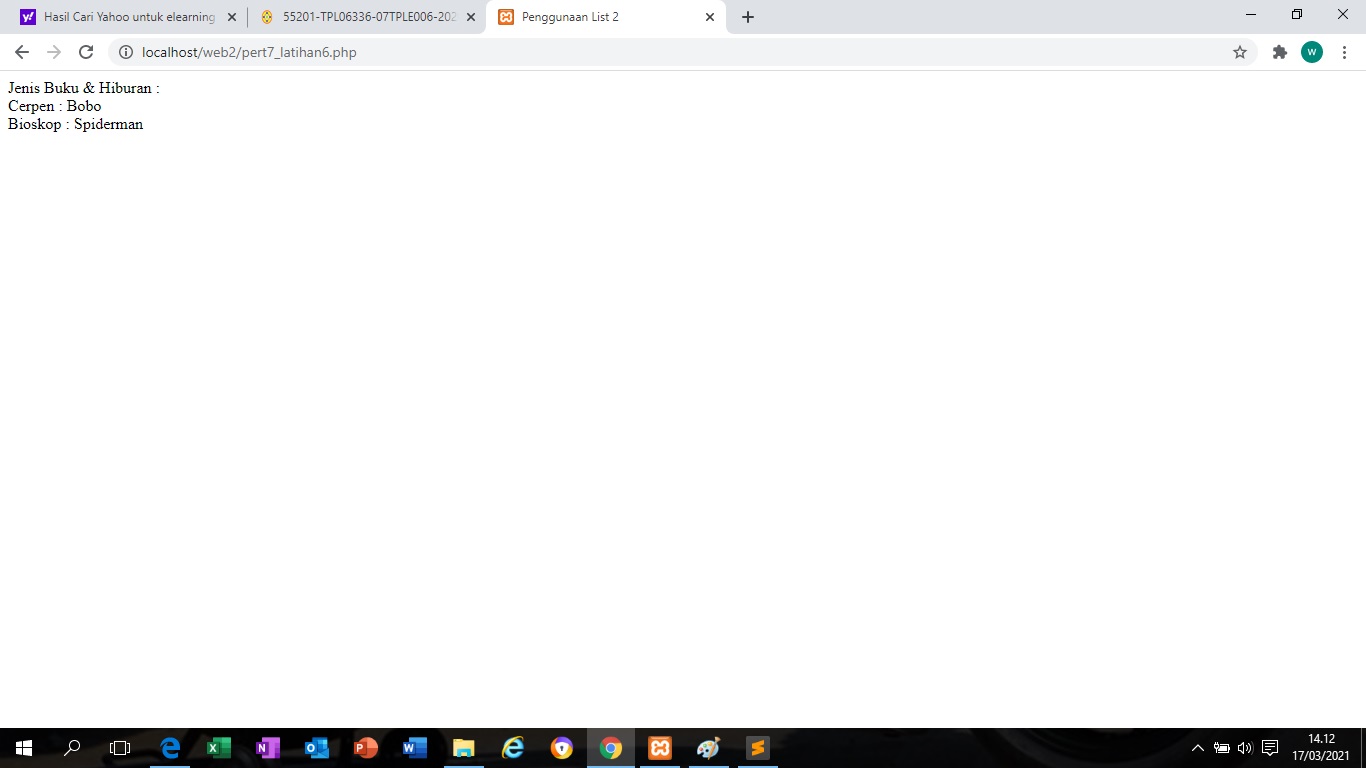 Hasil Cari Yahoo untuk elearning
55201-TPL06336-07TPLE006-202
Penggunaan List 2
localhost/web2/pert7_latihan6.php
W
Jenis Buku & Hiburan :
Cerpen : Bobo
Bioskop : Spiderman
14.12
17/03/2021